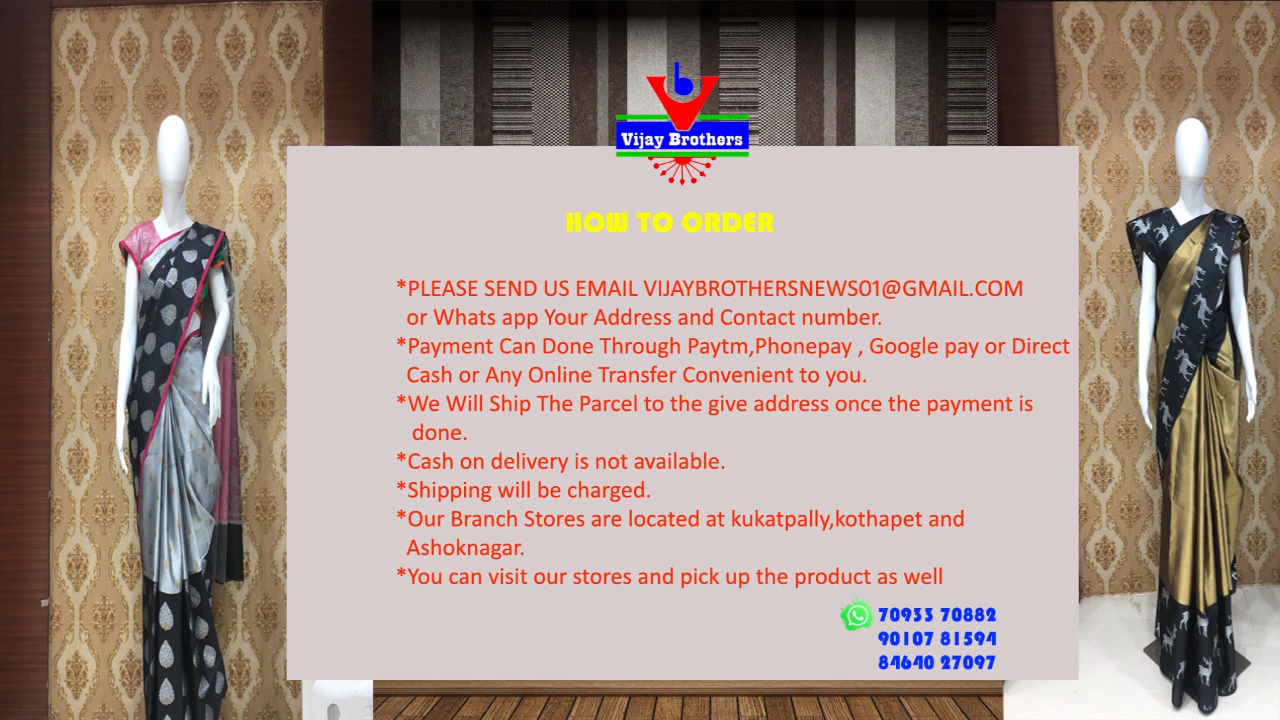 b
Vijay Brothers
HOW TO ORDER
*PLEASE SEND US EMAIL VIJAYBROTHERSNEWS01@GMAIL.COM
or Whats app Your Address and Contact number.
*Payment Can Done Through Paytm,Phonepay , Google pay or Direct
Cash or Any Online Transfer Convenient to you.
*We Will Ship The Parcel to the give address once the payment is
done.
*Cash on delivery is not available.
*Shipping will be charged.
*Our Branch Stores are located at kukatpally,kothapet and
Ashoknagar.
*You can visit our stores and pick up the product as well
70933 70882
90107 81594
84640 27097